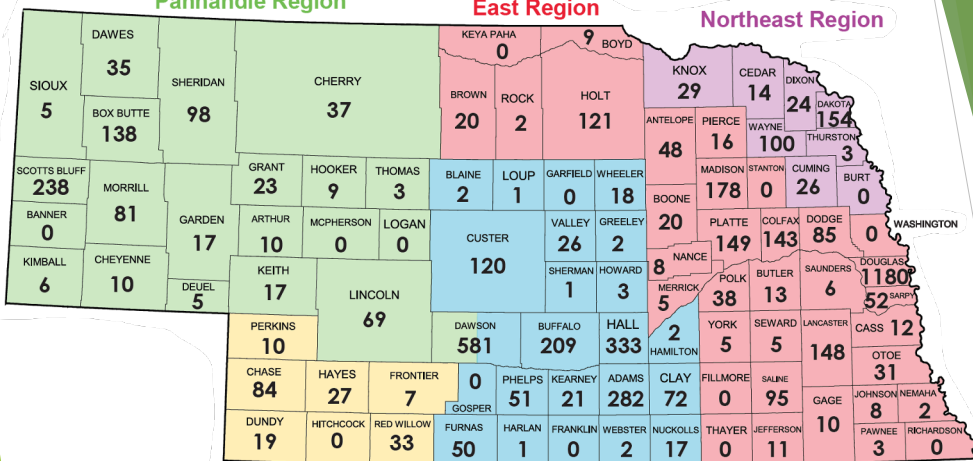 Panhandle Region
East Region
Northeast Region
DAWES
35
SIOUX
5
BOX BUTTE
138
SHERIDAN
98
CHERRY
37
KEYA PAHA
0
9 BOYD
BROWN
20
ROCK
2
HOLT
121
KNOX
29
CEDAR
14
DIXON
24
DAKOTA
154
ANTELOPE
48
PIERCE
16
WAYNE
100
THURSTON
3
SCOTTS BLUFF
238
MORRILL
81
GARDEN
17
GRANT
23
HOOKER
9
THOMAS
3
BLAINE
2
LOUP
1
GARFIELD
0
WHEELER
18
BOONE
20
MADISON
178
STANTON
0
CUMING
26
BURT
0
BANNER
0
ARTHUR
10
MCPHERSON
0
LOGAN
0
CUSTER
120
VALLEY
26
GREELEY
2
PLATTE
149
COLFAX
143
DODGE
85
0
WASHINGTON
KIMBALL
6
CHEYENNE
10
DEUEL
5
KEITH
17
LINCOLN
69
SHERMAN
1
HOWARD
3
8 NANCE
MERRICK
5
POLK
38
BUTLER
13
SAUNDERS
6
DOUGLAS
1180
52 SARPY
PERKINS
10
DAWSON
581
BUFFALO
209
HALL
333
2
HAMILTON
YORK
5
SEWARD
5
LANCASTER
148
CASS 12
OTOE
31
CHASE
84
HAYES
27
FRONTIER
7
0
GOSPER
PHELPS
51
KEARNEY
21
ADAMS
282
CLAY
72
FILLMORE
0
SALINE
95
GAGE
10
JOHNSON
8
NEMAHA
2
DUNDY
19
HITCHCOCK
0
RED WILLOW
33
FURNAS
50
HARLAN
1
FRANKLIN
0
WEBSTER
2
NUCKOLLS
17
THAYER
0
JEFFERSON
11
PAWNEE
3
RICHARDSON
0